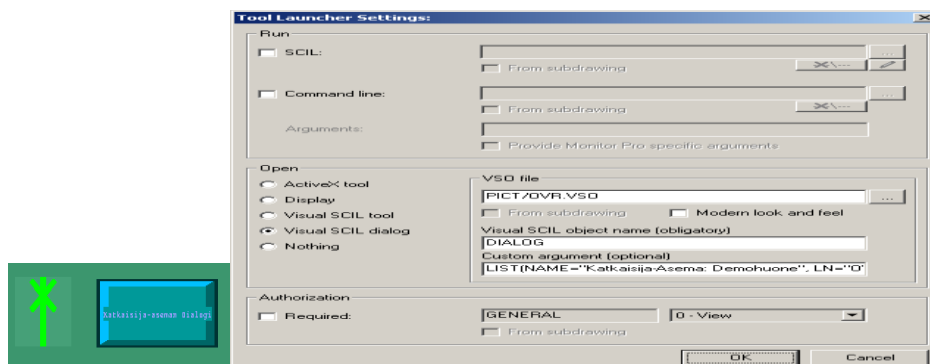 Katkaisija-aseman Dialogi
Tool Launcher Settings:
Run
SCIL:
...
From subdrawing
Command line:
...
From subdrawing
Arguments:
Provide Monitor Pro specific arguments
Open
ActiveX tool
Display
Visual SCIL tool
Visual SCIL dialog
Nothing
VSO file
PICT/OVR.VSO
...
From subdrawing
Modern look and feel
Visual SCIL object name (obligatory)
DIALOG
Custom argument (optional)
LIST(NAME="Katkaisija-Asema: Demohuone", LN="0"
Authorization
Required:
GENERAL
0 - View
From subdrawing
OK
Cancel